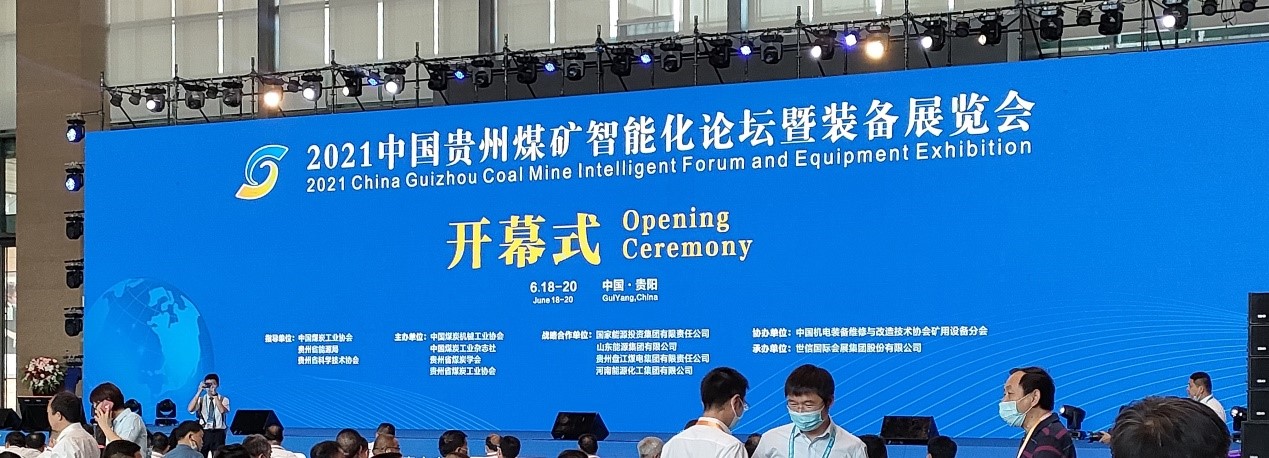 2021中国贵州煤矿智能化论坛暨装备展览会
2021 China Guizhou Coal Mine Intelligent Forum and Equipment Exhibition
开幕式
Opening
Ceremony
6.18-20 中国·贵阳
June 18-20 GuiYang,China
指导单位：中国煤炭工业协会
贵州省能源局
贵州省科学技术协会
主办单位：中国煤炭机械工业协会
中国煤炭工业杂志社
贵州省煤炭学会
贵州省煤炭工业协会
战略合作单位：国家能源投资集团有限责任公司
山东能源集团有限公司
贵州盘江煤电集团有限责任公司
河南能源化工集团有限公司
协办单位：中国机电装备维修与改造技术协会矿用设备分会
承办单位：世信国际会展集团股份有限公司